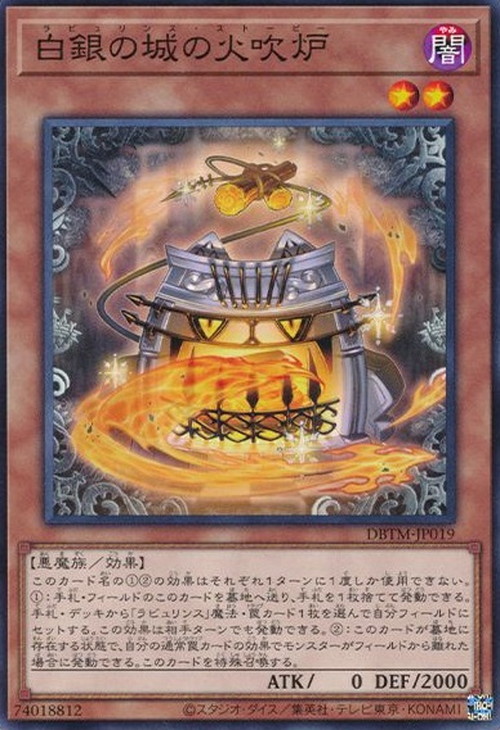 ラビュリンス・ストービー
白銀の城の火吹炉
やみ
闇
DBTM-JP019
【悪魔族／効果】
このカード名の①②の効果はそれぞれ1ターンに1度しか使用できない。
①：手札・フィールドのこのカードを墓地へ送り、手札を1枚捨てて発動できる。
手札・デッキから「ラビュリンス」魔法・罠カード1枚を選んで自分フィールドに
セットする。この効果は相手ターンでも発動できる。②：このカードが墓地に
存在する状態で、自分の通常罠カードの効果でモンスターがフィールドから離れた
場合に発動できる。このカードを特殊召喚する。
ATK/ 0 DEF/2000
74018812 ©スタジオ・ダイス／集英社・テレビ東京・KONAMI